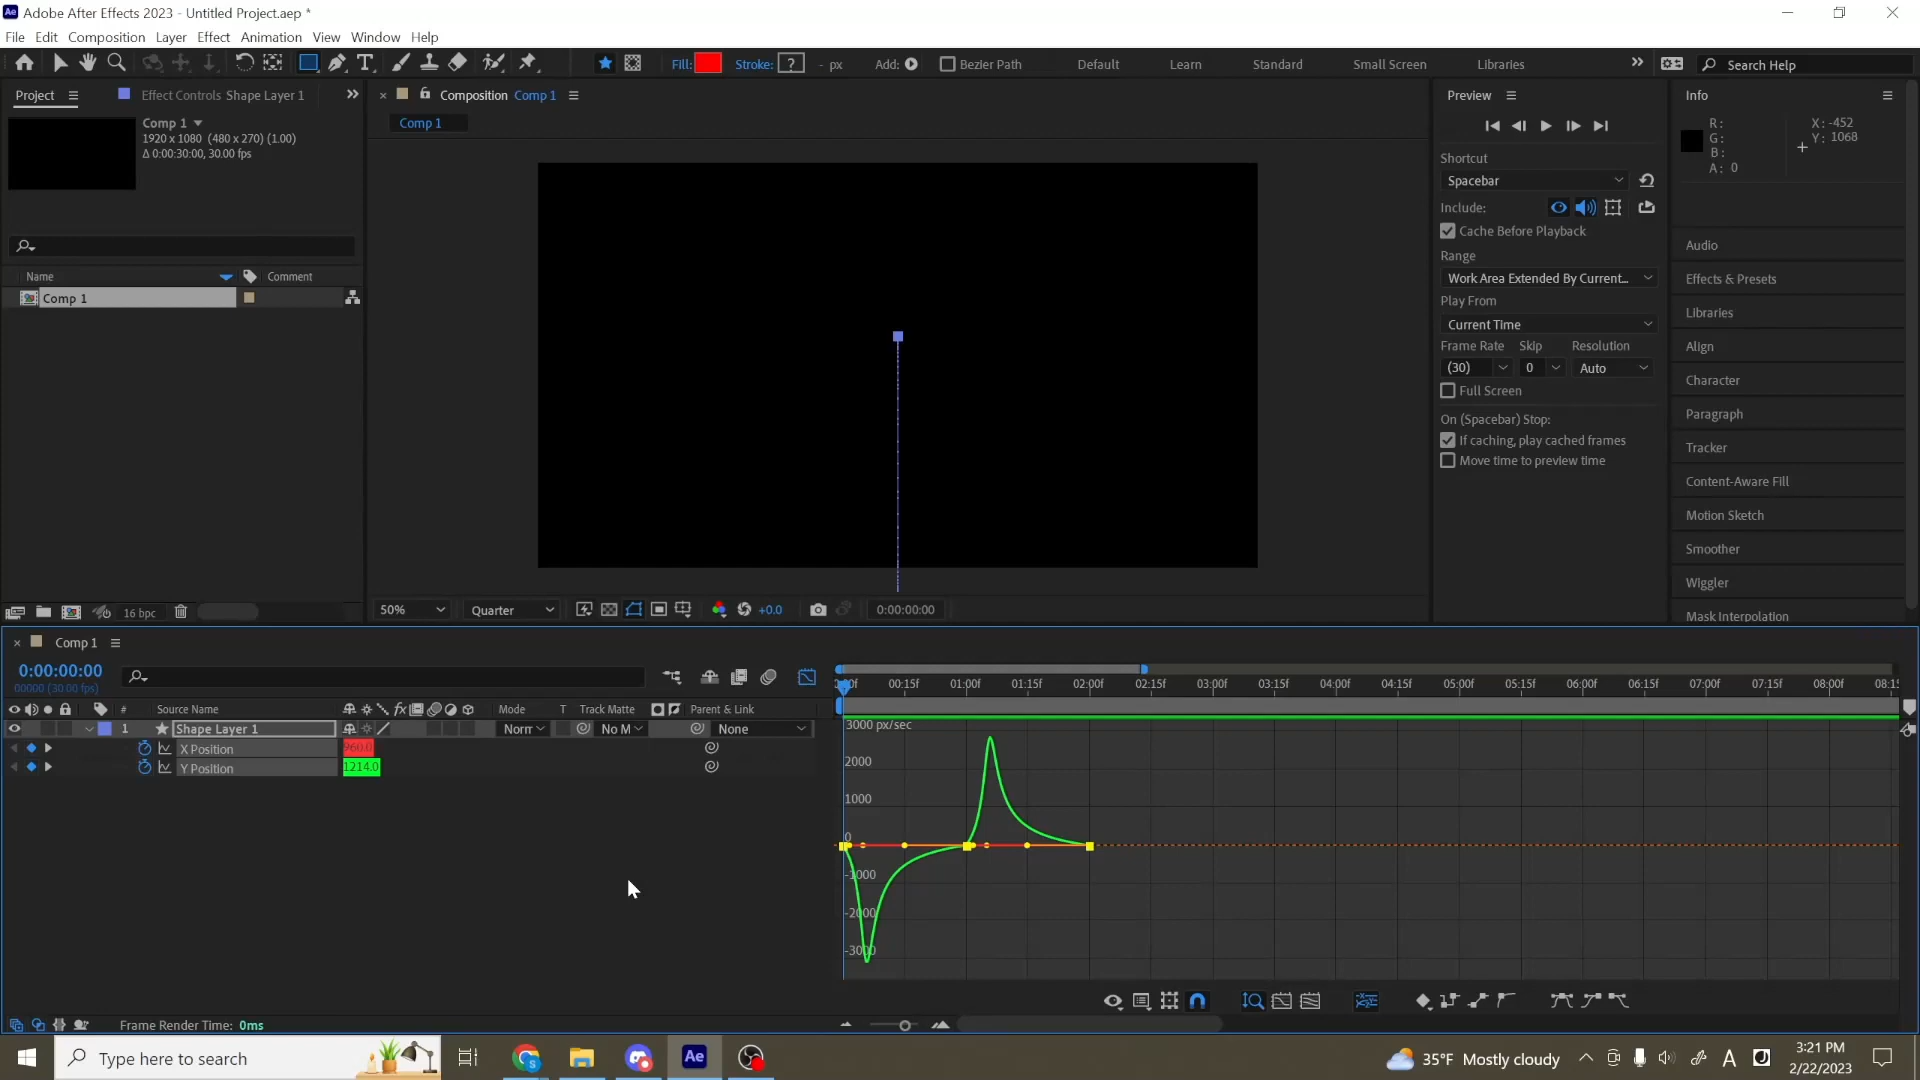 Adobe After Effects 2023 - Untitled Project.aep *
File Edit Composition Layer Effect Animation View Window Help
Fill: Stroke: ? - px Add: Bezier Path Default Learn Standard Small Screen Libraries Search Help
Project Effect Controls Shape Layer 1
Comp 1
1920 x 1080 (480 x 270) (1.00)
Δ 0:00:30:00, 30.00 fps
Name Comment
Comp 1
16 bpc
Composition Comp 1
Comp 1
50% Quarter +0.0 0:00:00:00
Preview
Shortcut
Spacebar
Include:
Cache Before Playback
Range
Work Area Extended By Current...
Play From
Current Time
Frame Rate Skip Resolution
(30) 0 Auto
Full Screen
On (Spacebar) Stop:
If caching, play cached frames
Move time to preview time
Info
R: X: -452
G: Y: 1068
B:
A: 0
Audio
Effects & Presets
Libraries
Align
Character
Paragraph
Tracker
Content-Aware Fill
Motion Sketch
Smoother
Wiggler
Mask Interpolation
Comp 1
0:00:00:00
00000 (30.00 fps)
# Source Name Mode T Track Matte Parent & Link
1 Shape Layer 1 Norr No M None
X Position 960.0
Y Position 1214.0
00:15f 01:00f 01:15f 02:00f 02:15f 03:00f 03:15f 04:00f 04:15f 05:00f 05:15f 06:00f 06:15f 07:00f 07:15f 08:00f 08:15
3000 px/sec
2000
1000
0
-1000
-2000
-3000
Frame Render Time: 0ms
Type here to search
Ae
35°F Mostly cloudy
A
3:21 PM
2/22/2023